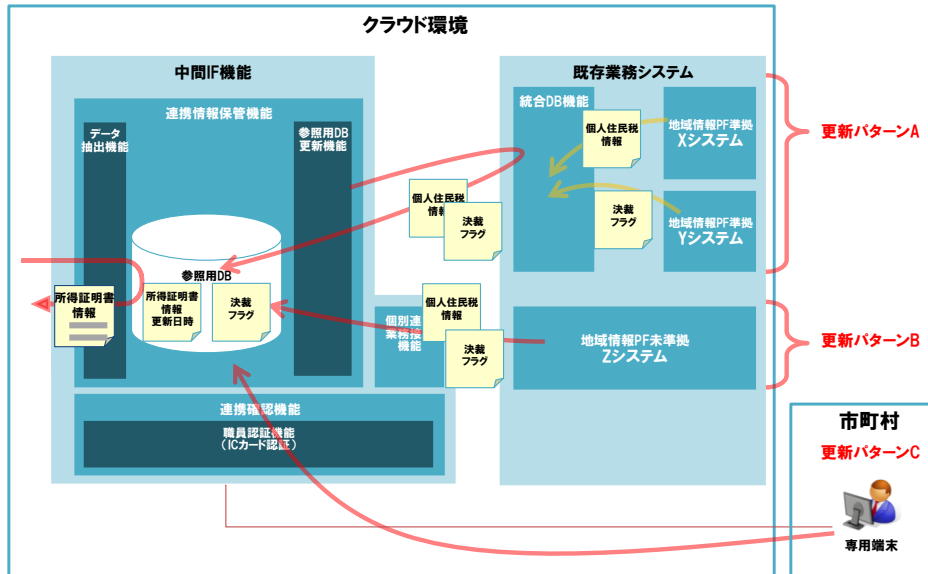 クラウド環境
中間IF機能
既存業務システム
連携情報保管機能
データ
抽出機能
参照用DB
更新機能
統合DB機能
個人住民税
情報
地域情報PF準拠
Xシステム
更新パターンA
個人住民税
情報
決裁
フラグ
決裁
フラグ
地域情報PF準拠
Yシステム
参照用DB
所得証明書
情報
所得証明書
情報
更新日時
決裁
フラグ
個別連接
業務
機能
個人住民税
情報
決裁
フラグ
地域情報PF未準拠
Zシステム
更新パターンB
連携確認機能
職員認証機能
(ICカード認証)
市町村
更新パターンC
専用端末